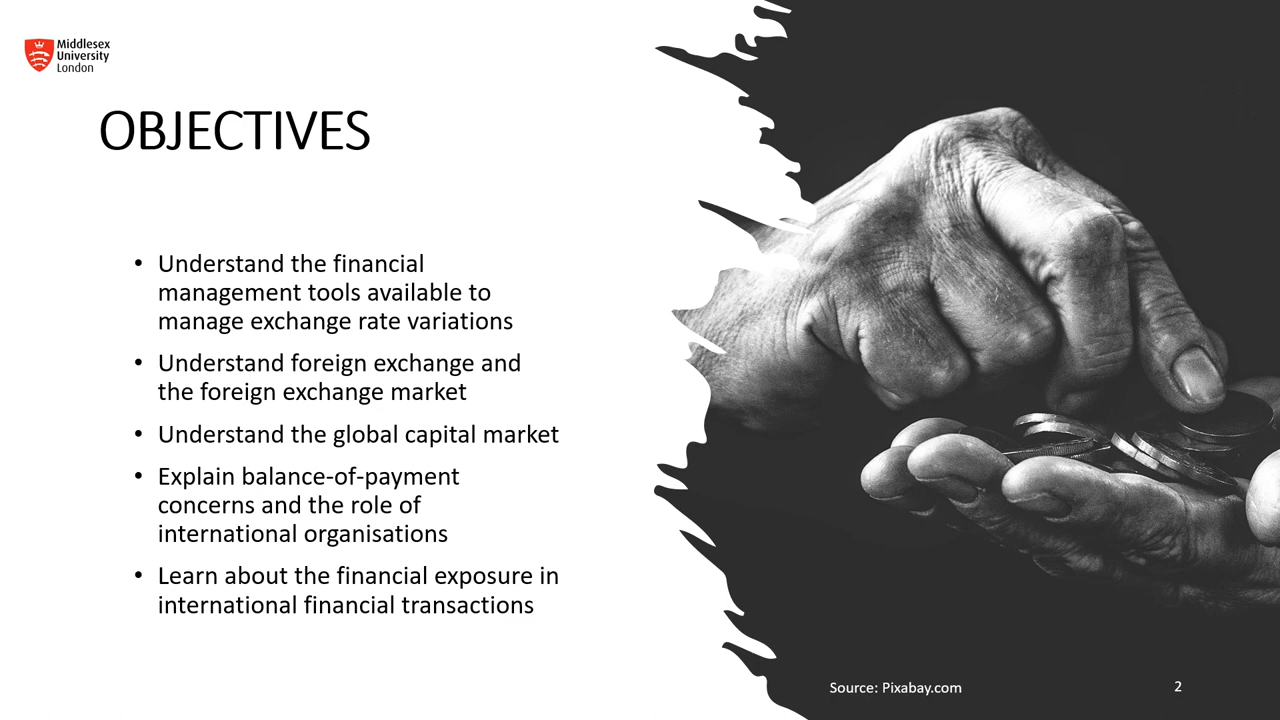 Middlesex
University
London
OBJECTIVES
• Understand the financial
management tools available to
manage exchange rate variations
• Understand foreign exchange and
the foreign exchange market
• Understand the global capital market
• Explain balance-of-payment
concerns and the role of
international organisations
• Learn about the financial exposure in
international financial transactions
Source: Pixabay.com
2